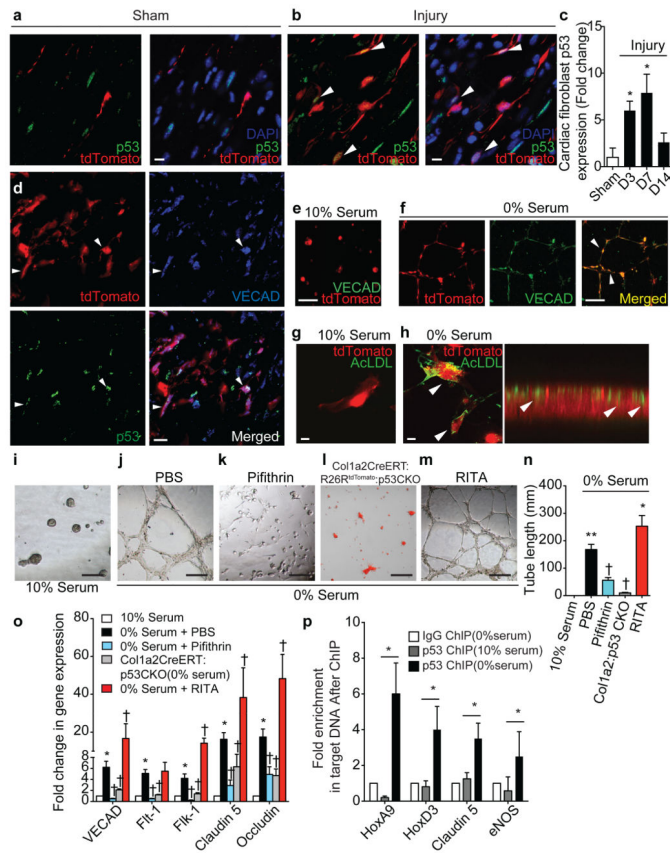 a Sham
p53
tdTomato
DAPI
p53
tdTomato
b Injury
p53
tdTomato
DAPI
p53
tdTomato
c
Injury
Cardiac fibroblast p53
expression (Fold change)
15
10
5
0
*
*
Sham
D3
D7
D14
d
tdTomato
VECAD
p53
Merged
e 10% Serum
VECAD
tdTomato
f 0% Serum
tdTomato
VECAD
Merged
g 10% Serum
tdTomato
AcLDL
h 0% Serum
tdTomato
AcLDL
i
10% Serum
j PBS
k Pifithrin
l Col1a2CreERT:
R26RtdTomato:p53CKO
m RITA
0% Serum
n
0% Serum
Tube length (mm)
400
300
200
100
0
**
†
†
*
10% Serum
PBS
Pifithrin
Col1a2:p53 CKO
RITA
o
Fold change in gene expression
80
60
40
20
8
6
4
2
0
10% Serum
0% Serum + PBS
0% Serum + Pifithrin
Col1a2CreERT:
p53CKO(0% serum)
0% Serum + RITA
* † † †
* † †
* † † †
* † † †
* † † †
VECAD
Flt-1
Flk-1
Claudin 5
Occludin
p
Fold enrichment
in target DNA After ChIP
10
8
6
4
2
0
IgG ChIP(0%serum)
p53 ChIP(10% serum)
p53 ChIP(0%serum)
*
*
*
*
HoxA9
HoxD3
Claudin 5
eNOS